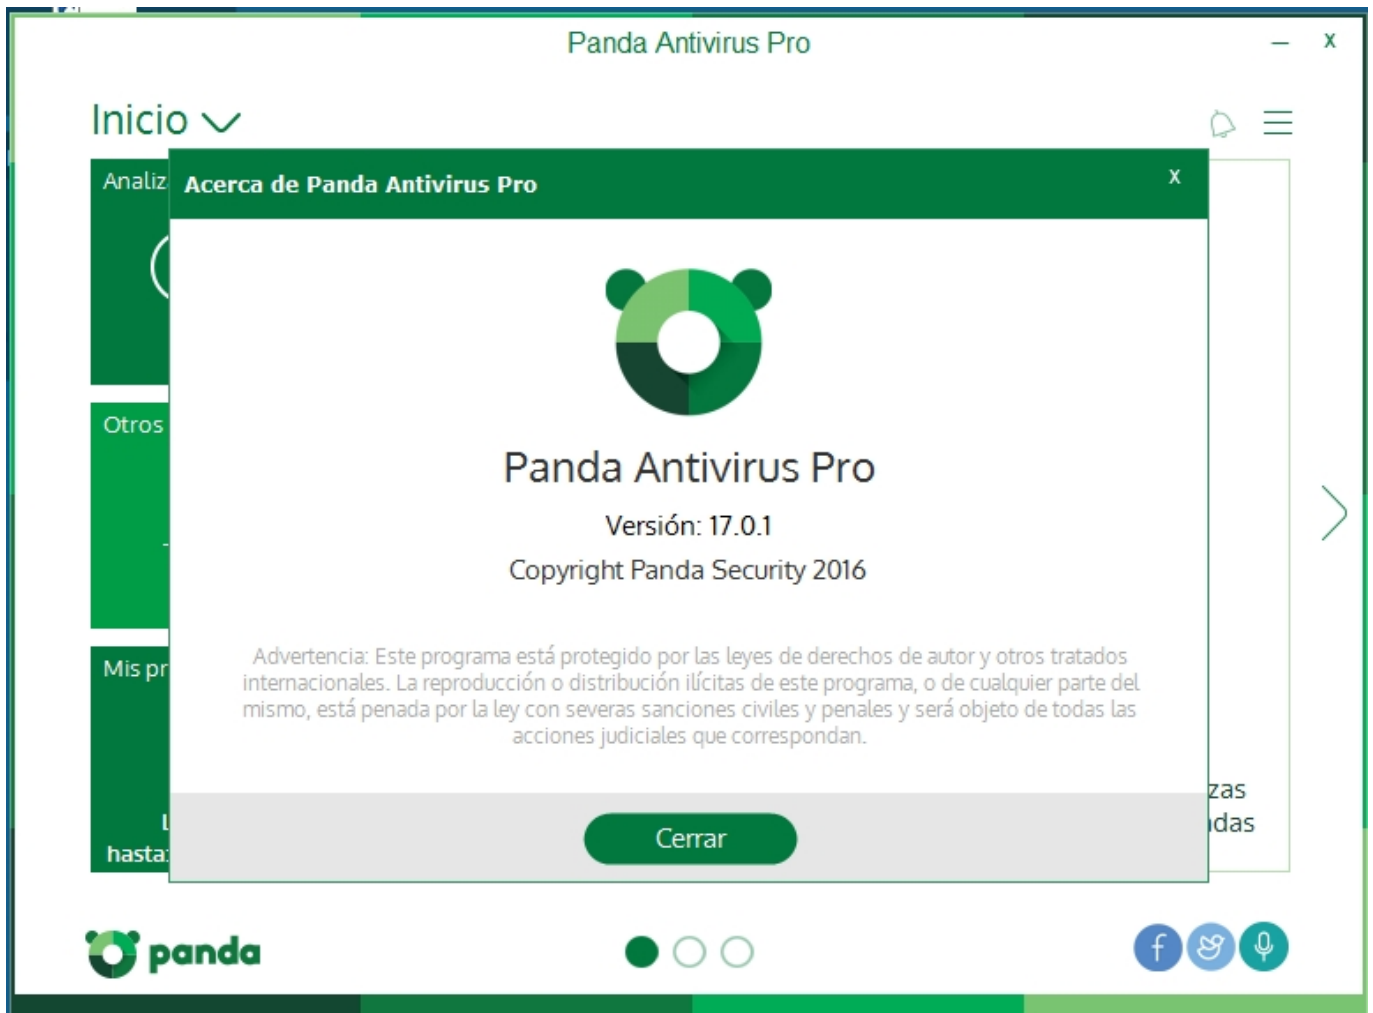 Panda Antivirus Pro
Inicio
Analiz
Acerca de Panda Antivirus Pro
x
Otros
Panda Antivirus Pro
Versión: 17.0.1
Copyright Panda Security 2016
Mis pr
Advertencia: Este programa está protegido por las leyes de derechos de autor y otros tratados
internacionales. La reproducción o distribución ilícitas de este programa, o de cualquier parte del
mismo, está penada por la ley con severas sanciones civiles y penales y será objeto de todas las
acciones judiciales que correspondan.
zas
das
hasta:
Cerrar
panda